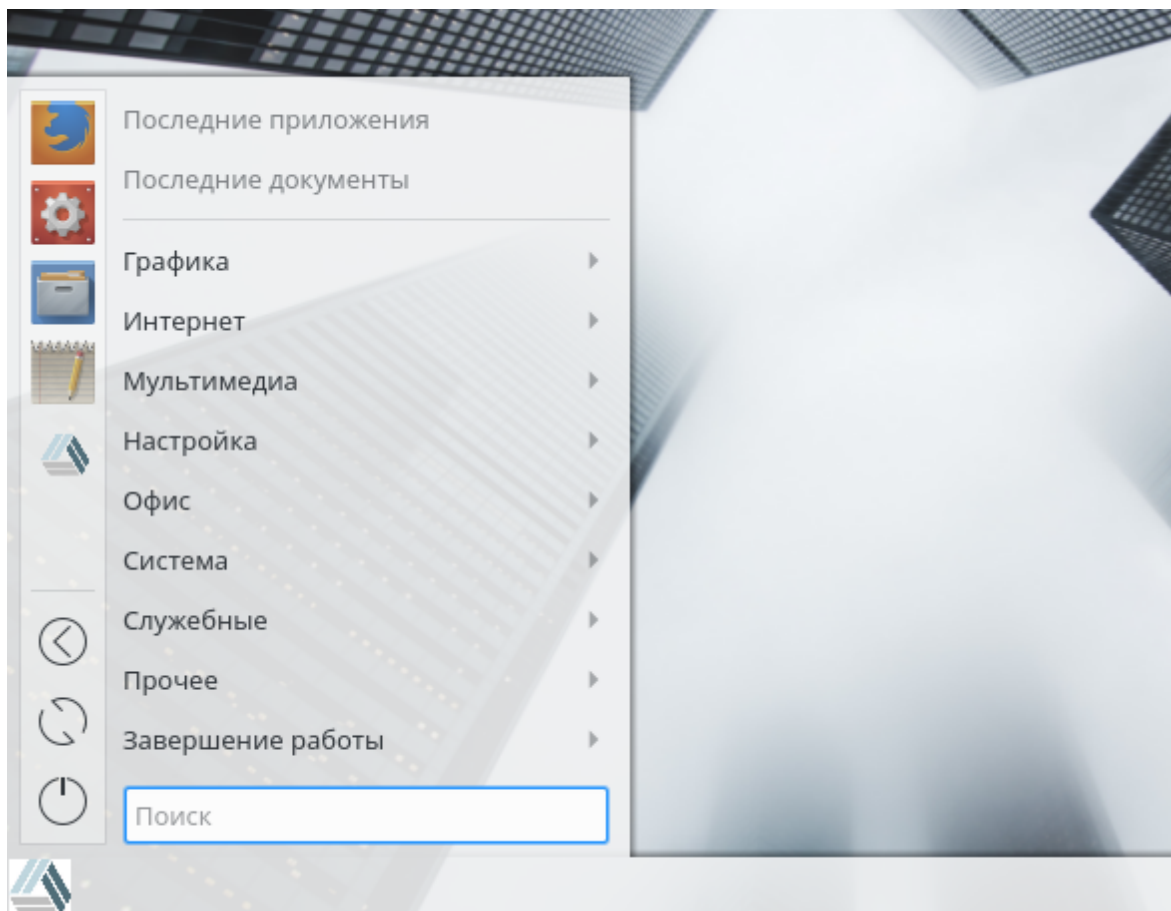 Последние приложения
Последние документы
Графика
Интернет
Мультимедиа
Настройка
Офис
Система
Служебные
Прочее
Завершение работы
Поиск